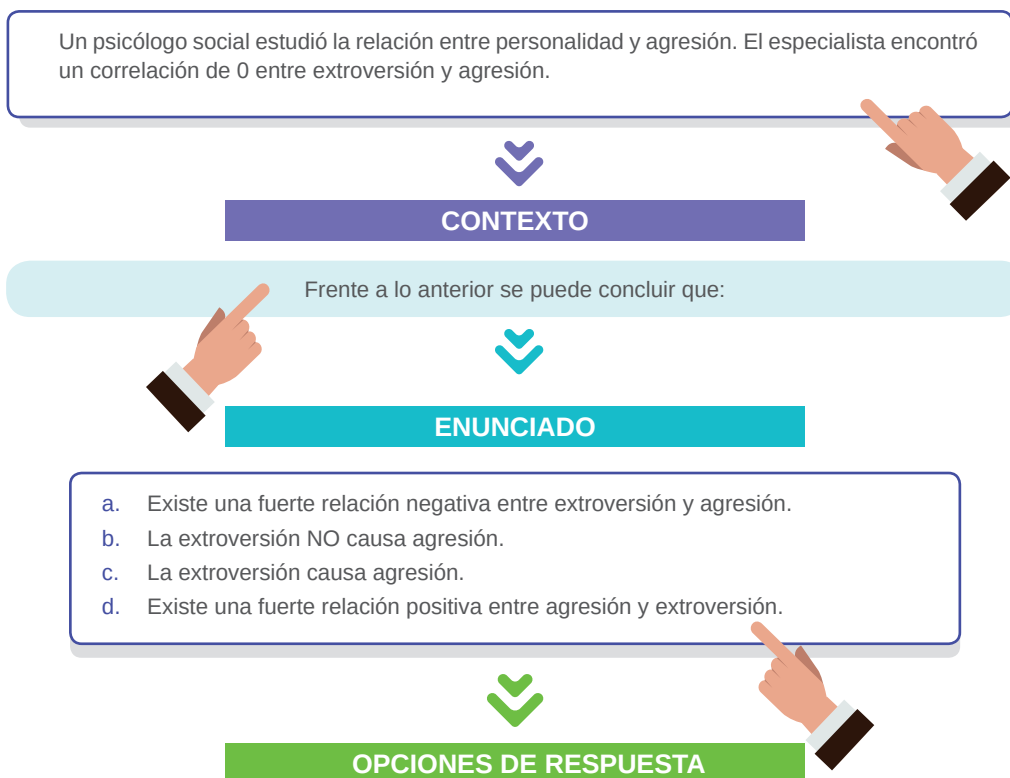 Un psicólogo social estudió la relación entre personalidad y agresión. El especialista encontró
un correlación de 0 entre extroversión y agresión.
CONTEXTO
Frente a lo anterior se puede concluir que:
ENUNCIADO
a. Existe una fuerte relación negativa entre extroversión y agresión.
b. La extroversión NO causa agresión.
c. La extroversión causa agresión.
d. Existe una fuerte relación positiva entre agresión y extroversión.
OPCIONES DE RESPUESTA